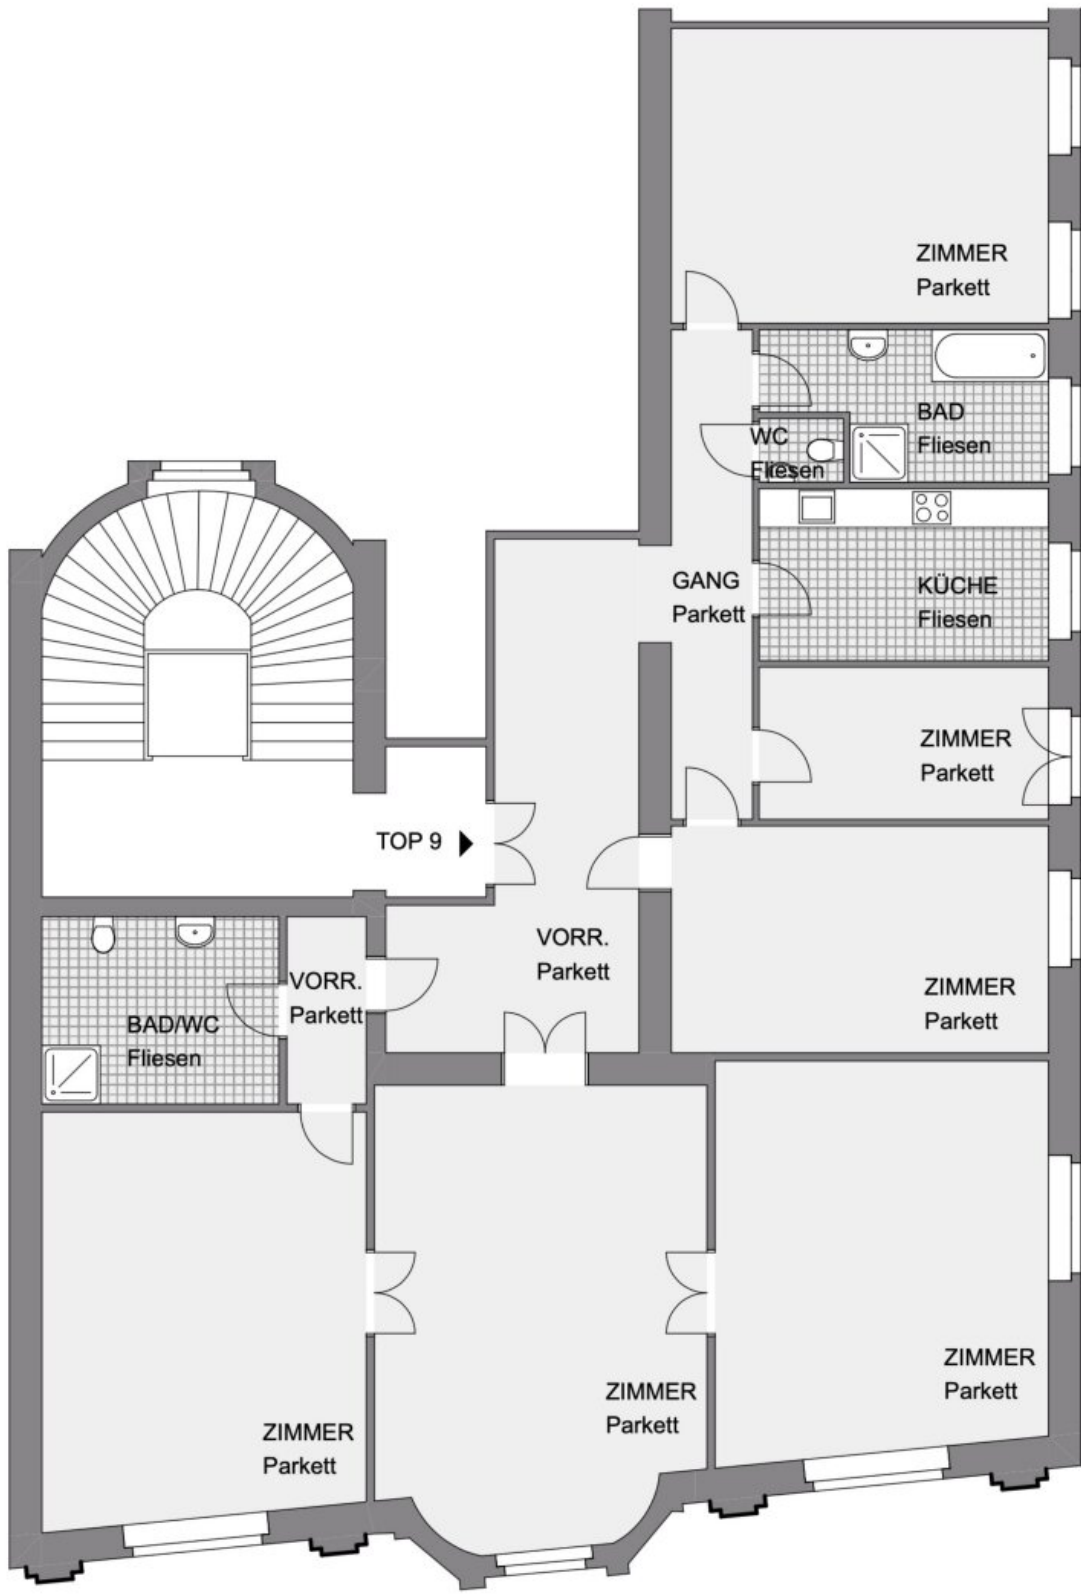 ZIMMER
Parkett
BAD
Fliesen
WC
Fliesen
GANG
Parkett
KÜCHE
Fliesen
ZIMMER
Parkett
TOP 9
VORR.
Parkett
ZIMMER
Parkett
VORR.
Parkett
BAD/WC
Fliesen
ZIMMER
Parkett
ZIMMER
Parkett
ZIMMER
Parkett